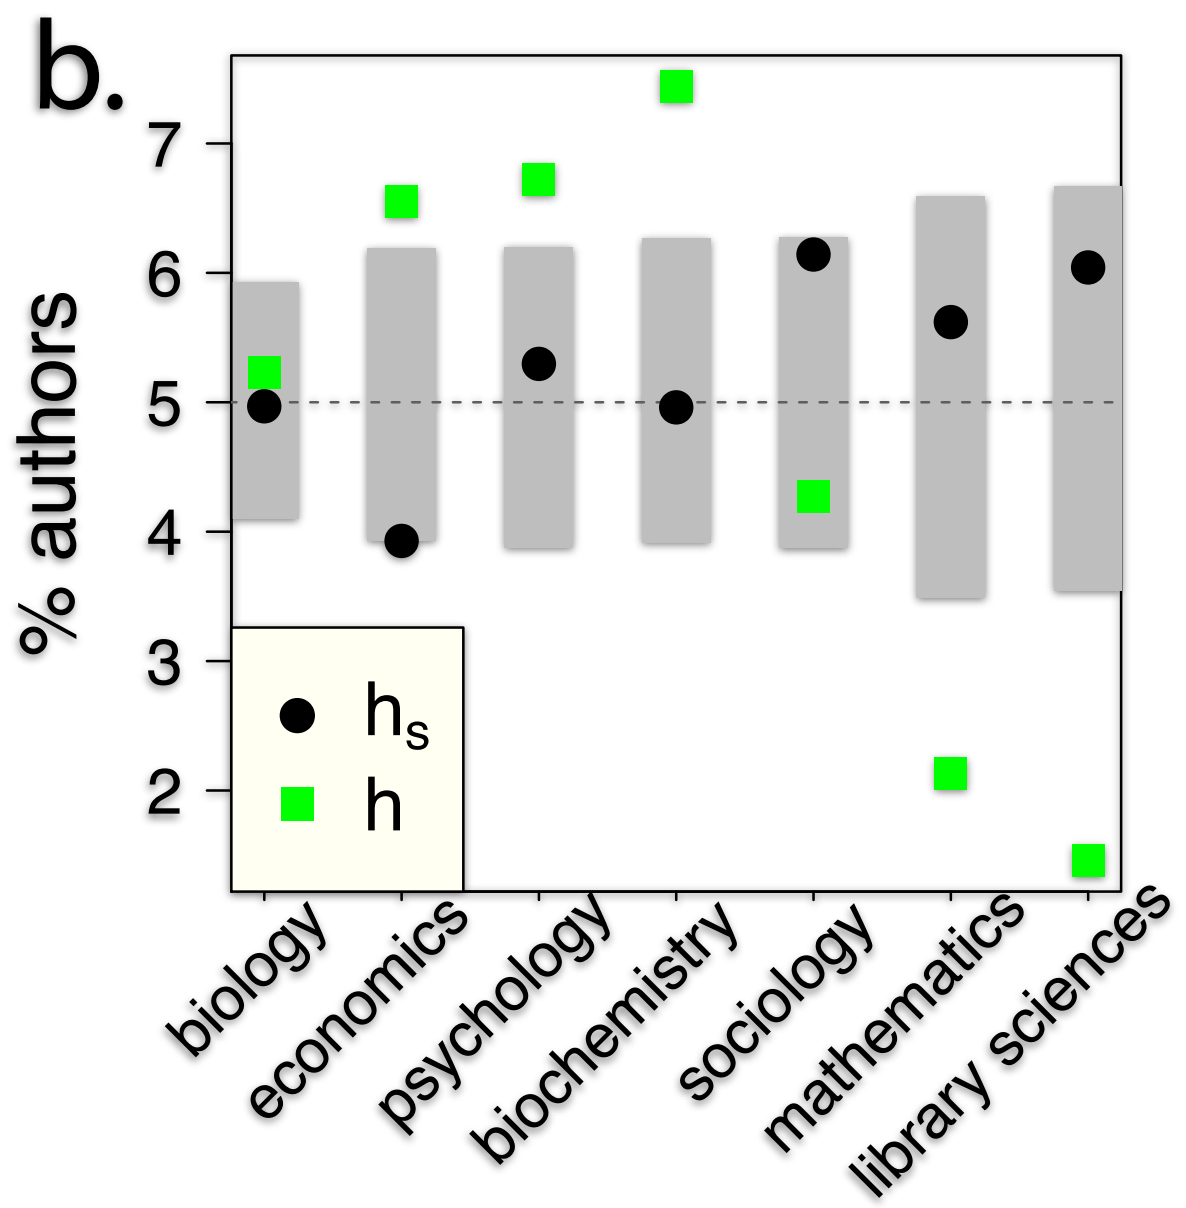 b.
% authors
7
6
5
4
3
2
hs
h
biology
economics
psychology
biochemistry
sociology
mathematics
library sciences